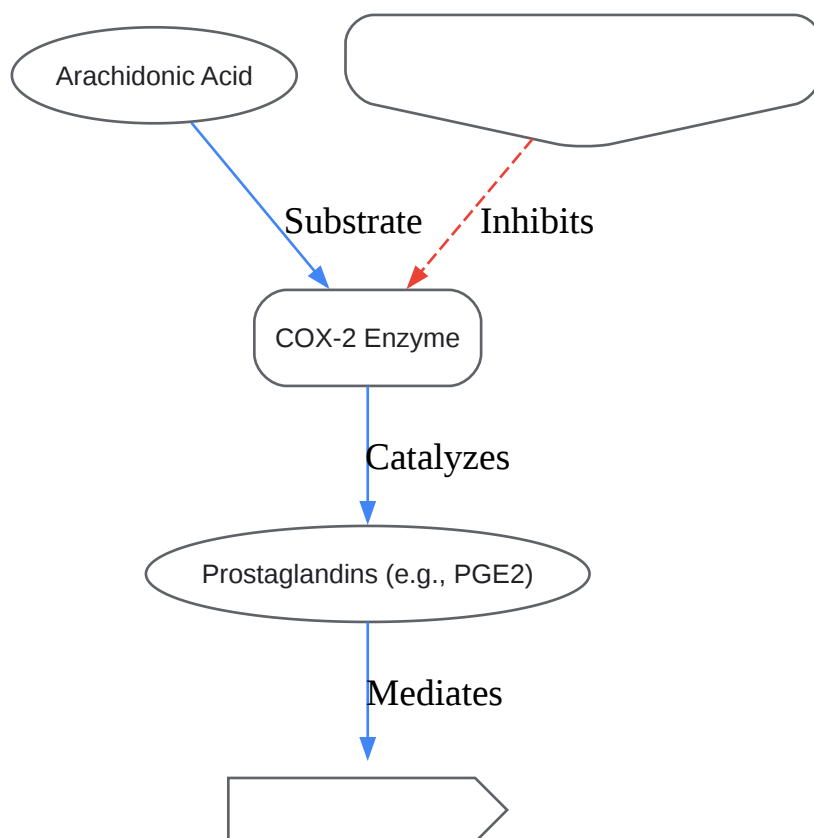 Arachidonic Acid
Substrate
Inhibits
COX-2 Enzyme
Catalyzes
Prostaglandins (e.g., PGE2)
Mediates